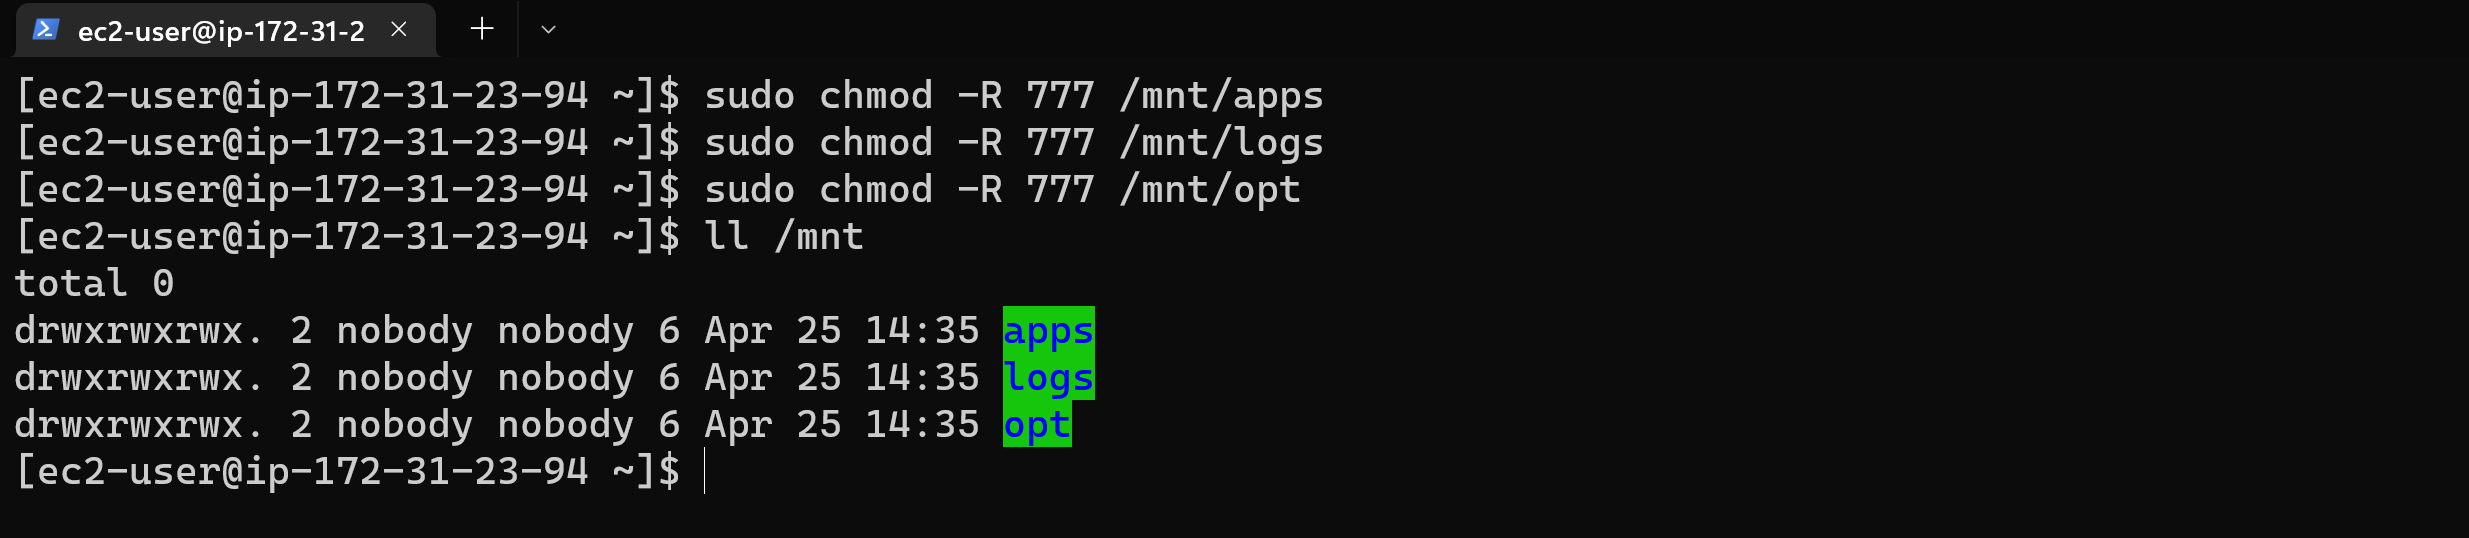 ec2-user@ip-172-31-2
[ec2-user@ip-172-31-23-94 ~]$ sudo chmod -R 777 /mnt/apps
[ec2-user@ip-172-31-23-94 ~]$ sudo chmod -R 777 /mnt/logs
[ec2-user@ip-172-31-23-94 ~]$ sudo chmod -R 777 /mnt/opt
[ec2-user@ip-172-31-23-94 ~]$ ll /mnt
total 0
drwxrwxrwx. 2 nobody nobody 6 Apr 25 14:35 apps
drwxrwxrwx. 2 nobody nobody 6 Apr 25 14:35 logs
drwxrwxrwx. 2 nobody nobody 6 Apr 25 14:35 opt
[ec2-user@ip-172-31-23-94 ~]$